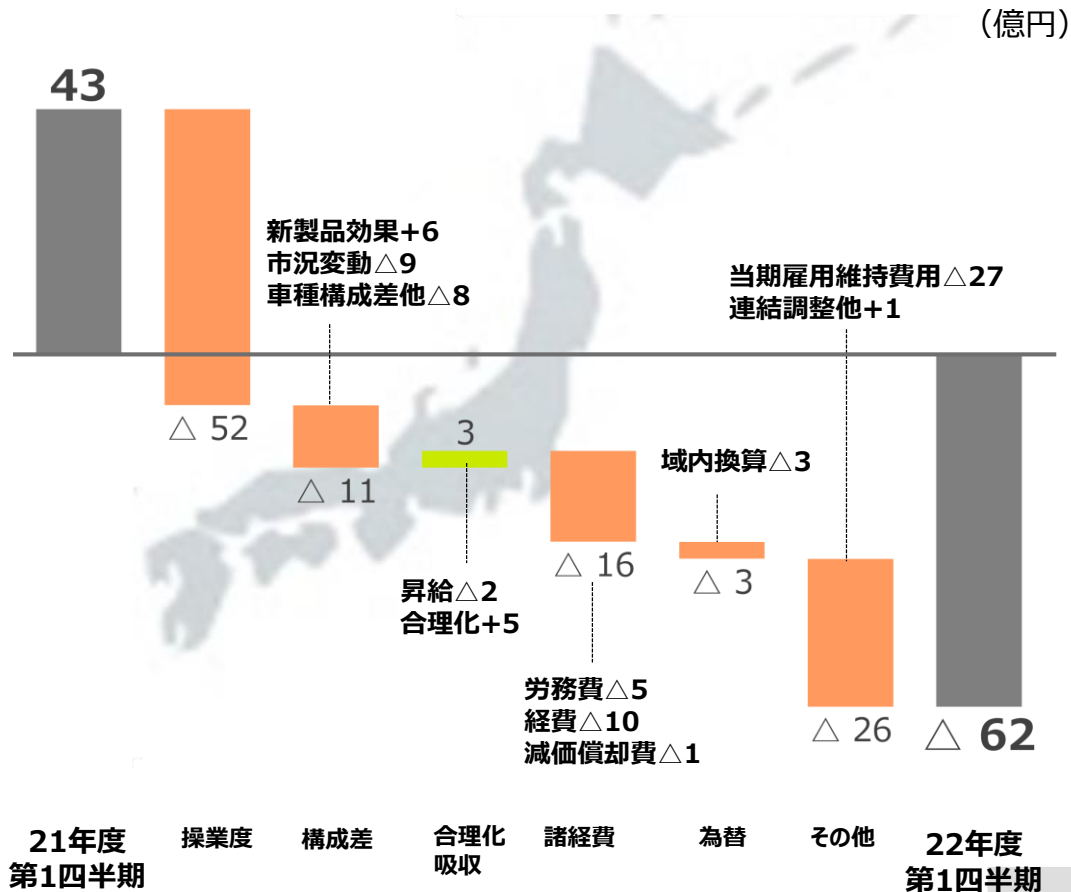 (億円)
43
新製品効果+6
市況変動△9
車種構成差他△8
当期雇用維持費用△27
連結調整他+1
△ 52
3
域内換算△3
△ 11
△ 16
△ 3
昇給△2
合理化+5
労務費△5
経費△10
減価償却費△1
△ 26
△ 62
21年度
第1四半期
操業度
構成差
合理化
吸収
諸経費
為替
その他
22年度
第1四半期